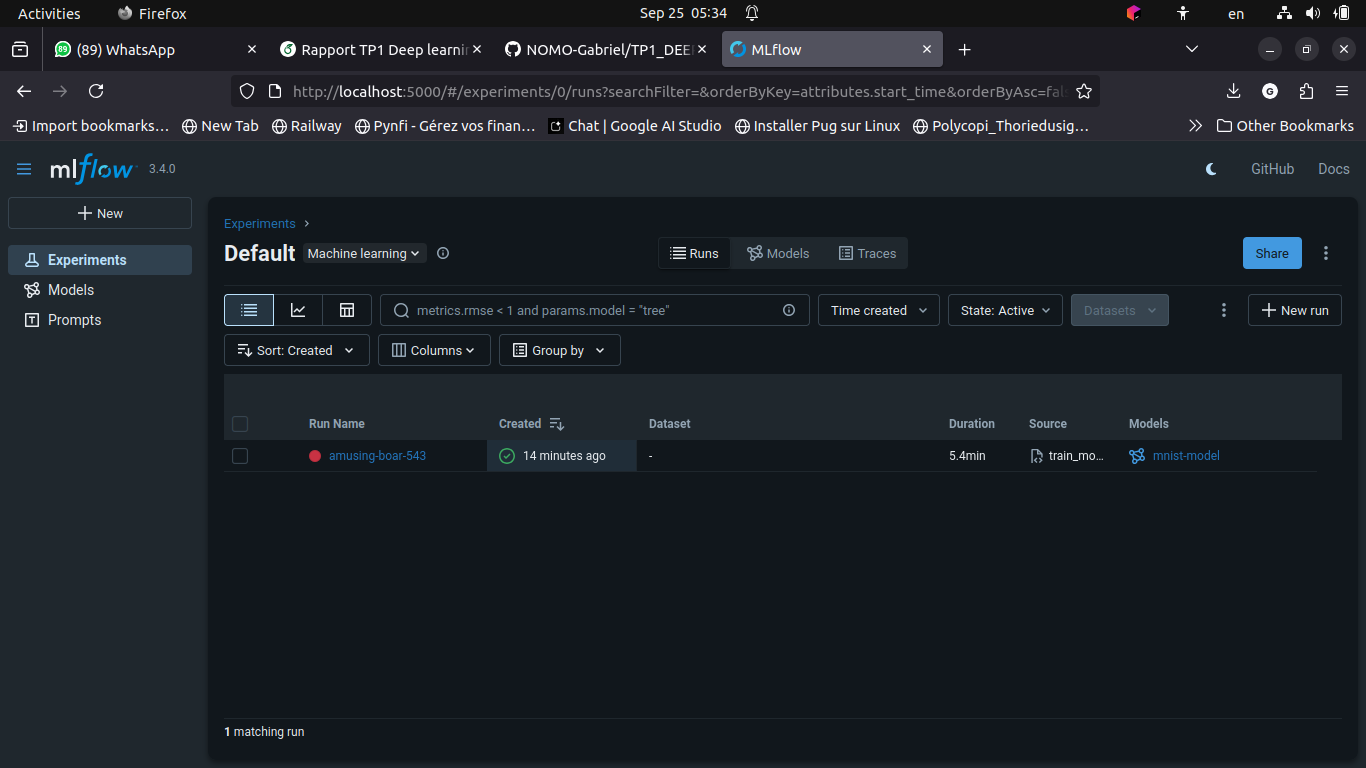 Activities Firefox Sep 25 05:34 en
89 (89) WhatsApp Rapport TP1 Deep learnin NOMO-Gabriel/TP1_DEE MLflow
http://localhost:5000/#/experiments/0/runs?searchFilter=&orderByKey=attributes.start_time&orderByAsc=fal G
Import bookmarks… New Tab Railway Pynfi - Gérez vos finan… Chat | Google AI Studio Installer Pug sur Linux Polycopi_Thoriedusig… Other Bookmarks
mlflow 3.4.0 GitHub Docs
New
Experiments
Models
Prompts
Experiments
Default Machine learning Runs Models Traces Share
metrics.rmse < 1 and params.model = "tree" Time created State: Active Datasets New run
Sort: Created Columns Group by
Run Name Created Dataset Duration Source Models
amusing-boar-543 14 minutes ago - 5.4min train_mo... mnist-model
1 matching run